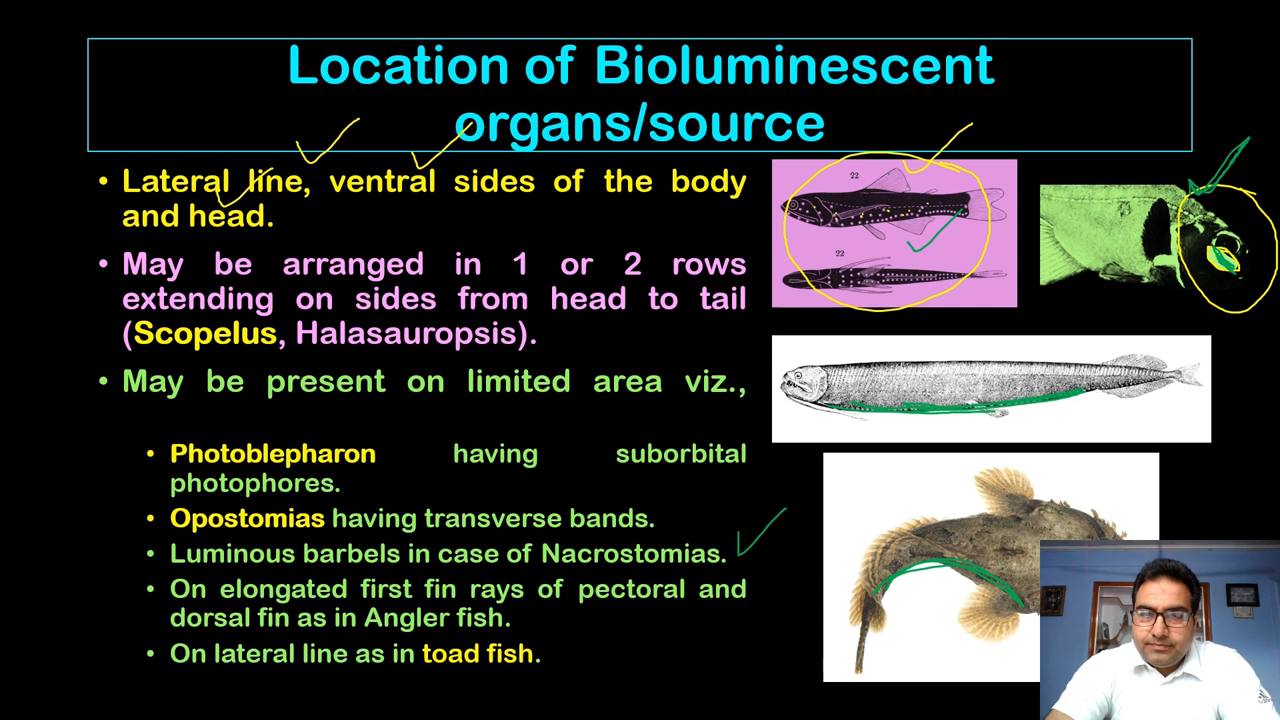 Location of Bioluminescent
organs/source
• Lateral line, ventral sides of the body
and head.
• May be arranged in 1 or 2 rows
extending on sides from head to tail
(Scopelus, Halasauropsis).
• May be present on limited area viz.,
• Photoblepharon having suborbital
photophores.
• Opostomias having transverse bands.
• Luminous barbels in case of Nacrostomias.
• On elongated first fin rays of pectoral and
dorsal fin as in Angler fish.
• On lateral line as in toad fish.
22
22